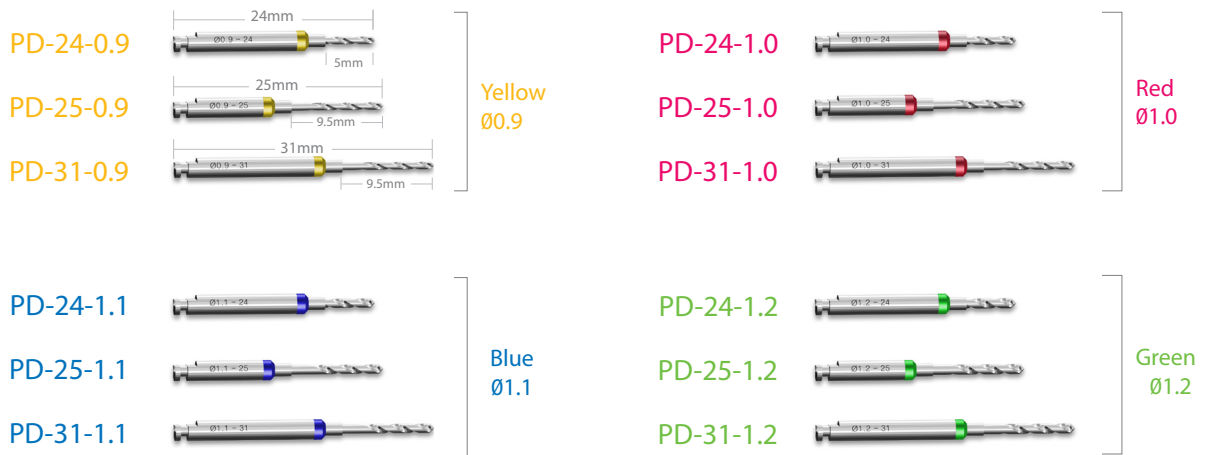 24mm
PD-24-0.9
Ø0.9 – 24
5mm
25mm
PD-25-0.9
Ø0.9 – 25
9.5mm
31mm
PD-31-0.9
Ø0.9 – 31
9.5mm
Yellow
Ø0.9
PD-24-1.0
Ø1.0 – 24
PD-25-1.0
Ø1.0 – 25
PD-31-1.0
Ø1.0 – 31
Red
Ø1.0
PD-24-1.1
Ø1.1 – 24
PD-25-1.1
Ø1.1 – 25
PD-31-1.1
Ø1.1 – 31
Blue
Ø1.1
PD-24-1.2
Ø1.2 – 24
PD-25-1.2
Ø1.2 – 25
PD-31-1.2
Ø1.2 – 31
Green
Ø1.2